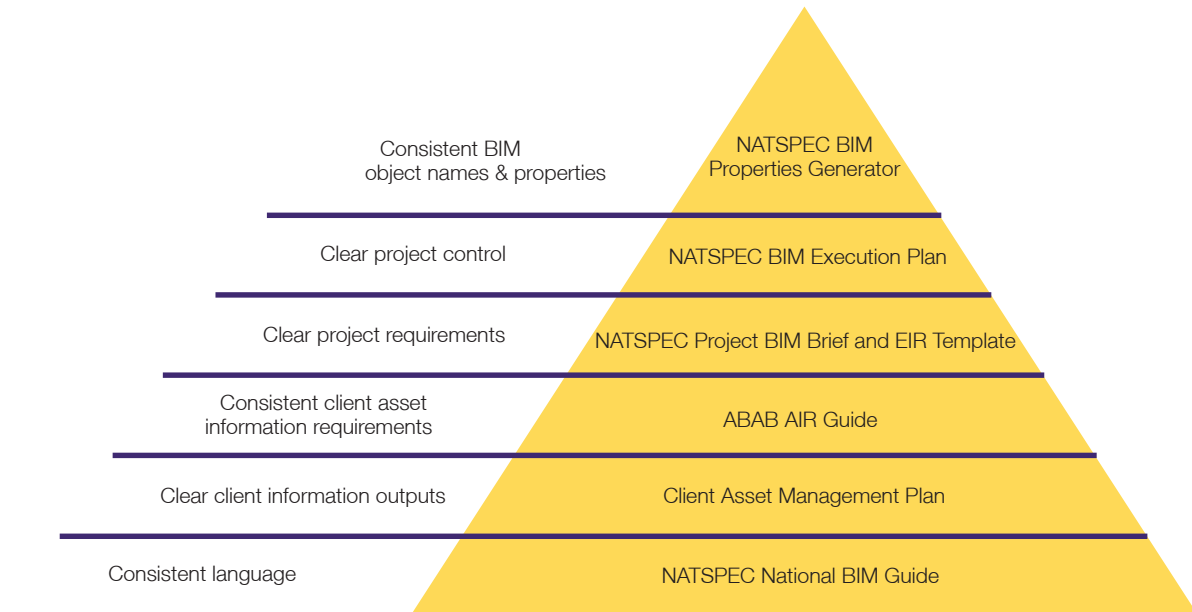 Consistent BIM
object names & properties
NATSPEC BIM
Properties Generator
Clear project control
NATSPEC BIM Execution Plan
Clear project requirements
NATSPEC Project BIM Brief and EIR Template
Consistent client asset
information requirements
ABAB AIR Guide
Clear client information outputs
Client Asset Management Plan
Consistent language
NATSPEC National BIM Guide